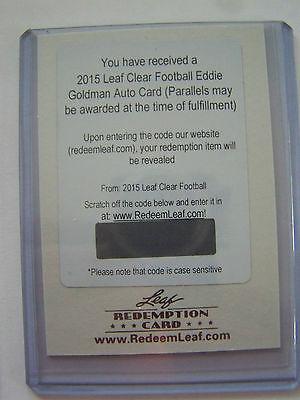 You have received a
2015 Leaf Clear Football Eddie
Goldman Auto Card (Parallels may
be awarded at the time of fulfillment)
Upon entering the code our website
(redeemleaf.com), your redemption item will
be revealed
From: 2015 Leaf Clear Football
Scratch off the code below and enter it in
at: www.RedeemLeaf.com!
*Please note that code is case sensitive
Leaf
REDEMPTION
CARD
www.RedeemLeaf.com